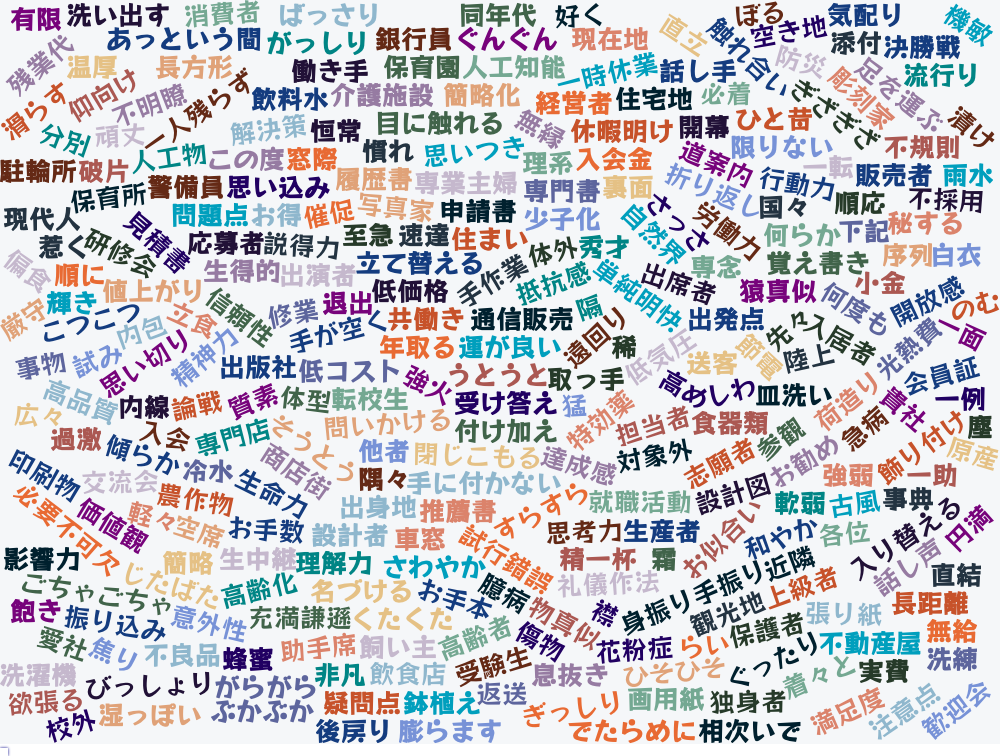 有限 洗い出す 消費者 ばっさり 同年代 好く ぼる 気配り 機敏
あっという間 がっしり 銀行員 ぐんぐん 現在地 直立 触れ合い 空き地 添付 決勝戦
残業代 温厚 長方形 働き手 保育園 人工知能 一時休業 話し手 防災 足を運ぶ 流行り
滑らす 仰向け 不明瞭 一人残らず 飲料水 介護施設 簡略化 経営者 住宅地 必着 ぎざぎざ 彫刻家 漬け
分別 頑丈 解決策 恒常 目に触れる 無縁 休暇明け 開幕 ひと昔 限りない 不規則
駐輪所 破片 人工物 この度 窓際 慣れ 思いつき 理系 入会金 道案内 一転 販売者 雨水
保育所 警備員 思い込み 履歴書 専業主婦 専門書 裏面 折り返し 行動力 順応 不採用
現代人 問題点 お得 催促 写真家 申請書 少子化 自然界 さっさ 労働力 国々 何らか 下記 秘する
惹く 研修会 見積書 応募者 説得力 至急 速達 住まい 体外 秀才 専念 覚え書き 序列 白衣
偏食 順に 値上がり 生得的 出演者 立て替える 手作業 抵抗感 単純明快 出席者 猿真似 小金
厳守 輝き こつこつ 内包 立食 信頼性 修業 退出 低価格 共働き 通信販売 隔 出発点 先々 何度も 開放感 のむ
事物 試み 思い切り 精神力 手が空く 年取る 運が良い 遠回り 稀 低気圧 送客 節電 陸上 入居者 光熱費 一面
高品質 出版社 低コスト 強火 うとうと 取っ手 高めしわ 皿洗い 会員証
広々 内線 論戦 質素 体型 転校生 受け答え 猛 特効薬 担当者 食器類 荷造り 貴社 一例
過激 傾らか 入会 専門店 そうとう 問いかける 付け加え 参観 急病 飾り付け 塵
印刷物 冷水 商店街 他者 閉じこもる 達成感 対象外 志願者 お勧め 原産
交流会 農作物 生命力 隅々 手に付かない 就職活動 設計図 強弱 一助
必要不可欠 価値観 軽々 空席 お手数 出身地 推薦書 すらすら 軟弱 古風 事典
設計者 車窓 試行錯誤 思考力 生産者 お似合い 和やか 各位 入り替える 円満
影響力 簡略 生中継 理解力 さわやか 精一杯 霜 近隣 話し声 直結
ごちゃごちゃ じたばた 高齢化 名づける お手本 臆病 礼儀作法 身振り手振り 上級者
飽き 振り込み 意外性 充満 謙遜 くたくた 物真似 襟 観光地 張り紙 長距離
愛社 焦り 不良品 蜂蜜 助手席 飼い主 高齢者 傷物 花粉症 らい 保護者 不動産屋 無給
洗濯機 びっしょり がらがら 非凡 飲食店 受験生 息抜き ひそひそ ぐったり 着々と 実費 洗練
欲張る 校外 湿っぽい ぶかぶか 疑問点 鉢植え 返送 ぎっしり 画用紙 独身者 満足度 注意点 歓迎会
後戻り 膨らます でたらめに 相次いで